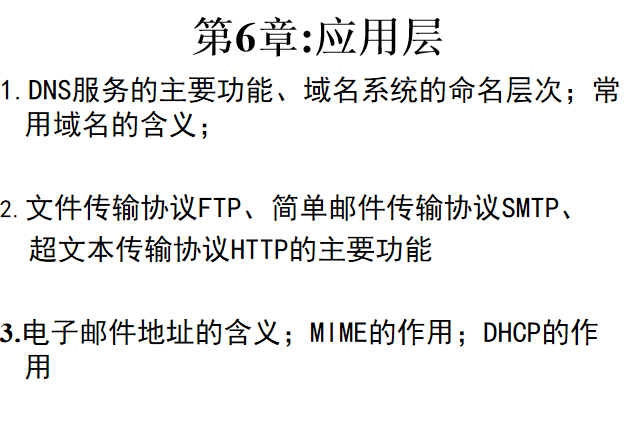 第6章:应用层
1. DNS服务的主要功能、域名系统的命名层次；常
用域名的含义；
2. 文件传输协议FTP、简单邮件传输协议SMTP、
超文本传输协议HTTP的主要功能
3.电子邮件地址的含义；MIME的作用；DHCP的作
用